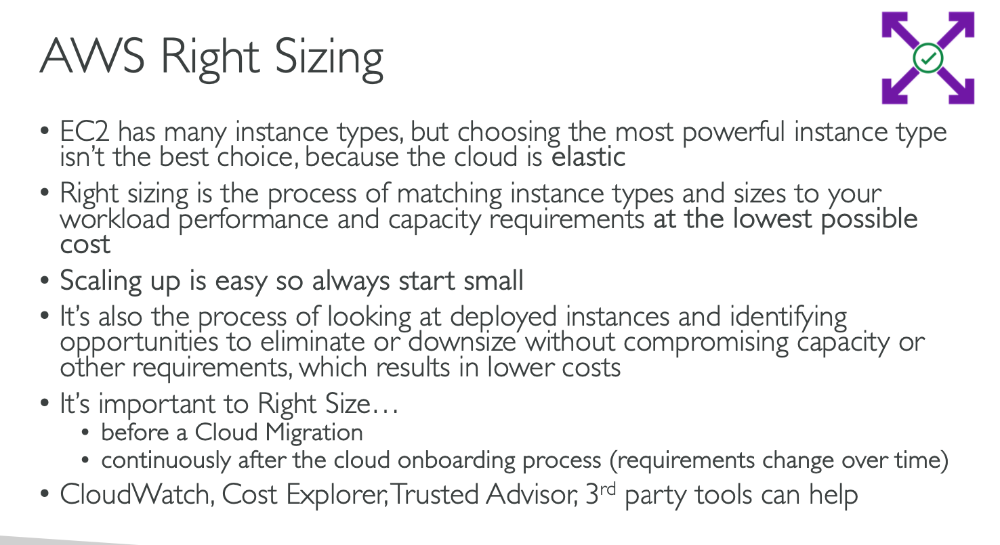 AWS Right Sizing
• EC2 has many instance types, but choosing the most powerful instance type
isn't the best choice, because the cloud is elastic
• Right sizing is the process of matching instance types and sizes to your
workload performance and capacity requirements at the lowest possible
cost
• Scaling up is easy so always start small
• It's also the process of looking at deployed instances and identifying
opportunities to eliminate or downsize without compromising capacity or
other requirements, which results in lower costs
• It's important to Right Size…
• before a Cloud Migration
• continuously after the cloud onboarding process (requirements change over time)
• CloudWatch, Cost Explorer, Trusted Advisor, 3rd party tools can help